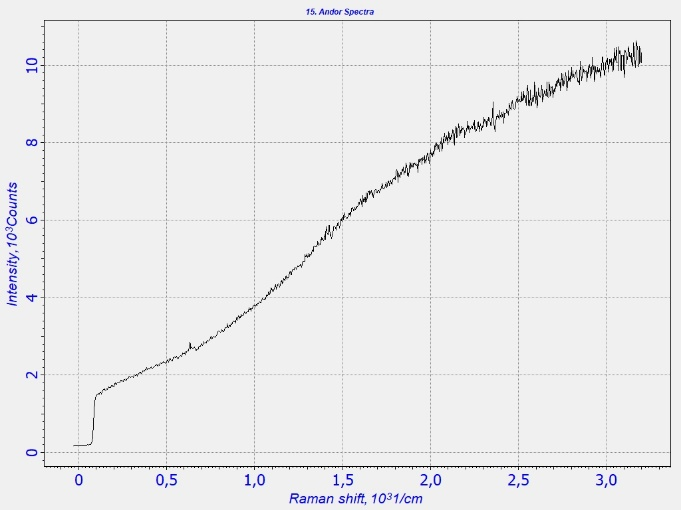 15. Andor Spectra
10
8
6
4
2
0
Intensity,10³Counts
0 0,5 1,0 1,5 2,0 2,5 3,0
Raman shift,10³1/cm